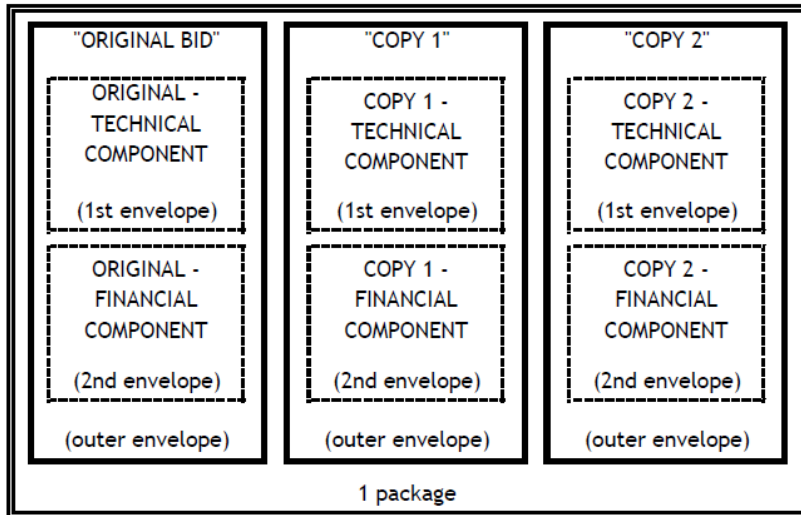 "ORIGINAL BID"
ORIGINAL -
TECHNICAL
COMPONENT
(1st envelope)
ORIGINAL -
FINANCIAL
COMPONENT
(2nd envelope)
(outer envelope)
"COPY 1"
COPY 1 -
TECHNICAL
COMPONENT
(1st envelope)
COPY 1 -
FINANCIAL
COMPONENT
(2nd envelope)
(outer envelope)
"COPY 2"
COPY 2 -
TECHNICAL
COMPONENT
(1st envelope)
COPY 2 -
FINANCIAL
COMPONENT
(2nd envelope)
(outer envelope)
1 package